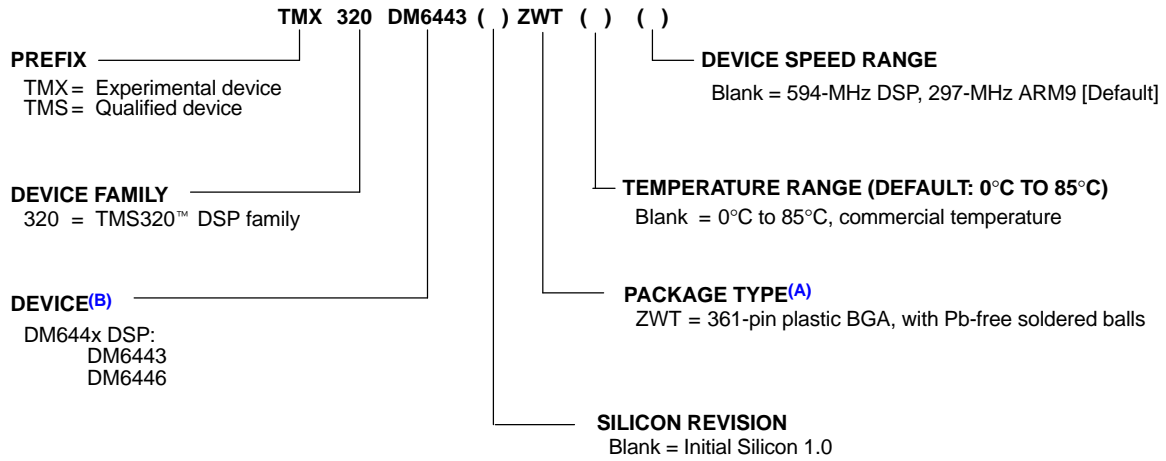 TMX 320 DM6443 ( ) ZWT ( ) ( )
PREFIX
TMX = Experimental device
TMS = Qualified device
DEVICE SPEED RANGE
Blank = 594-MHz DSP, 297-MHz ARM9 [Default]
DEVICE FAMILY
320 = TMS320™ DSP family
TEMPERATURE RANGE (DEFAULT: 0°C TO 85°C)
Blank = 0°C to 85°C, commercial temperature
DEVICE(B)
DM644x DSP:
DM6443
DM6446
PACKAGE TYPE(A)
ZWT = 361-pin plastic BGA, with Pb-free soldered balls
SILICON REVISION
Blank = Initial Silicon 1.0